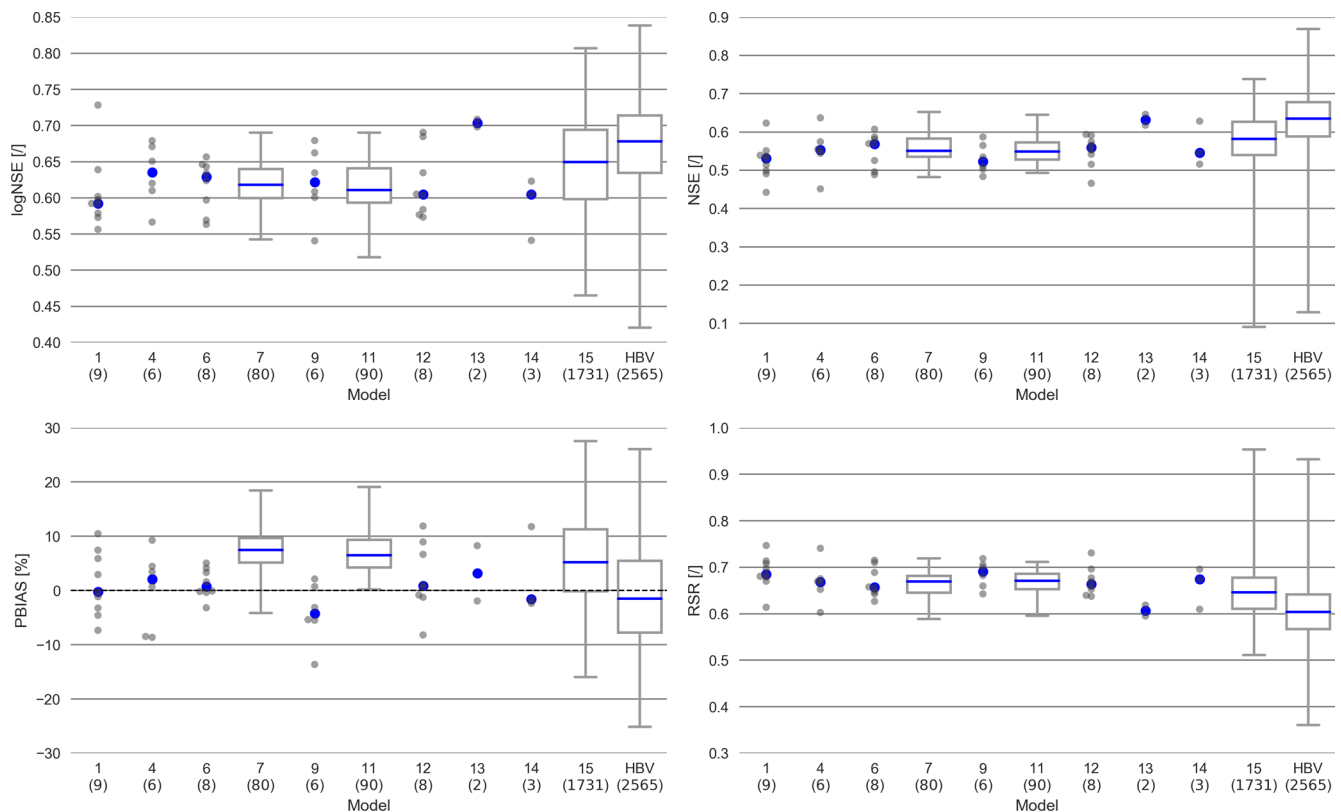 0.85
0.80
0.75
0.70
0.65
0.60
0.55
0.50
0.45
0.40
logNSE [/]
1 4 6 7 9 11 12 13 14 15 HBV
(9) (6) (8) (80) (6) (90) (8) (2) (3) (1731) (2565)
Model
0.9
0.8
0.7
0.6
0.5
0.4
0.3
0.2
0.1
NSE [/]
1 4 6 7 9 11 12 13 14 15 HBV
(9) (6) (8) (80) (6) (90) (8) (2) (3) (1731) (2565)
Model
30
20
10
0
−10
−20
−30
PBIAS [%]
1 4 6 7 9 11 12 13 14 15 HBV
(9) (6) (8) (80) (6) (90) (8) (2) (3) (1731) (2565)
Model
1.0
0.9
0.8
0.7
0.6
0.5
0.4
0.3
RSR [/]
1 4 6 7 9 11 12 13 14 15 HBV
(9) (6) (8) (80) (6) (90) (8) (2) (3) (1731) (2565)
Model